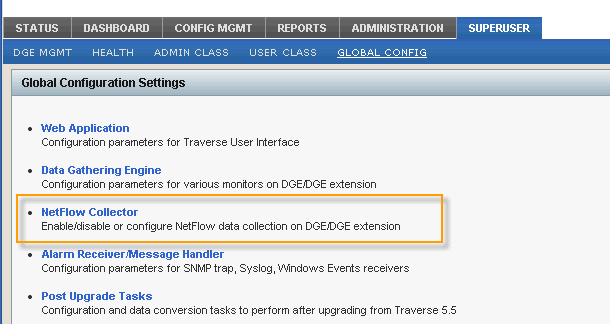 STATUS DASHBOARD CONFIG MGMT REPORTS ADMINISTRATION SUPERUSER
DGE MGMT HEALTH ADMIN CLASS USER CLASS GLOBAL CONFIG
Global Configuration Settings
• Web Application
Configuration parameters for Traverse User Interface
• Data Gathering Engine
Configuration parameters for various monitors on DGE/DGE extension
• NetFlow Collector
Enable/disable or configure NetFlow data collection on DGE/DGE extension
• Alarm Receiver/Message Handler
Configuration parameters for SNMP trap, Syslog, Windows Events receivers
• Post Upgrade Tasks
Configuration and data conversion tasks to perform after upgrading from Traverse 5.5